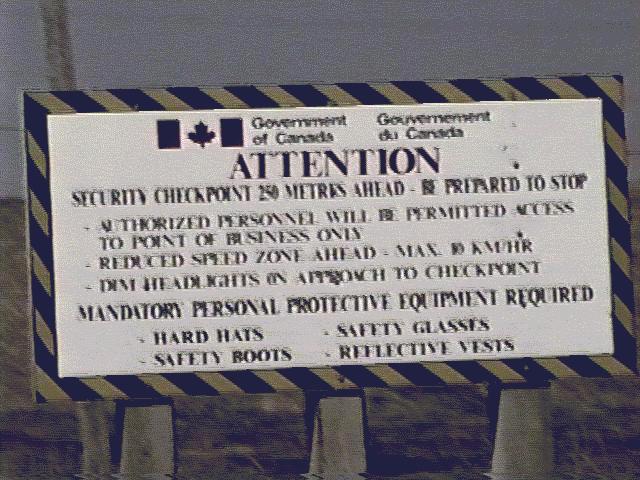 Government of Canada
Gouvernement du Canada
ATTENTION
SECURITY CHECKPOINT 250 METRES AHEAD - BE PREPARED TO STOP
- AUTHORIZED PERSONNEL WILL BE PERMITTED ACCESS
TO POINT OF BUSINESS ONLY
- REDUCED SPEED ZONE AHEAD - MAX. 10 KM/HR
- DIM HEADLIGHTS ON APPROACH TO CHECKPOINT
MANDATORY PERSONAL PROTECTIVE EQUIPMENT REQUIRED
- HARD HATS - SAFETY GLASSES
- SAFETY BOOTS - REFLECTIVE VESTS